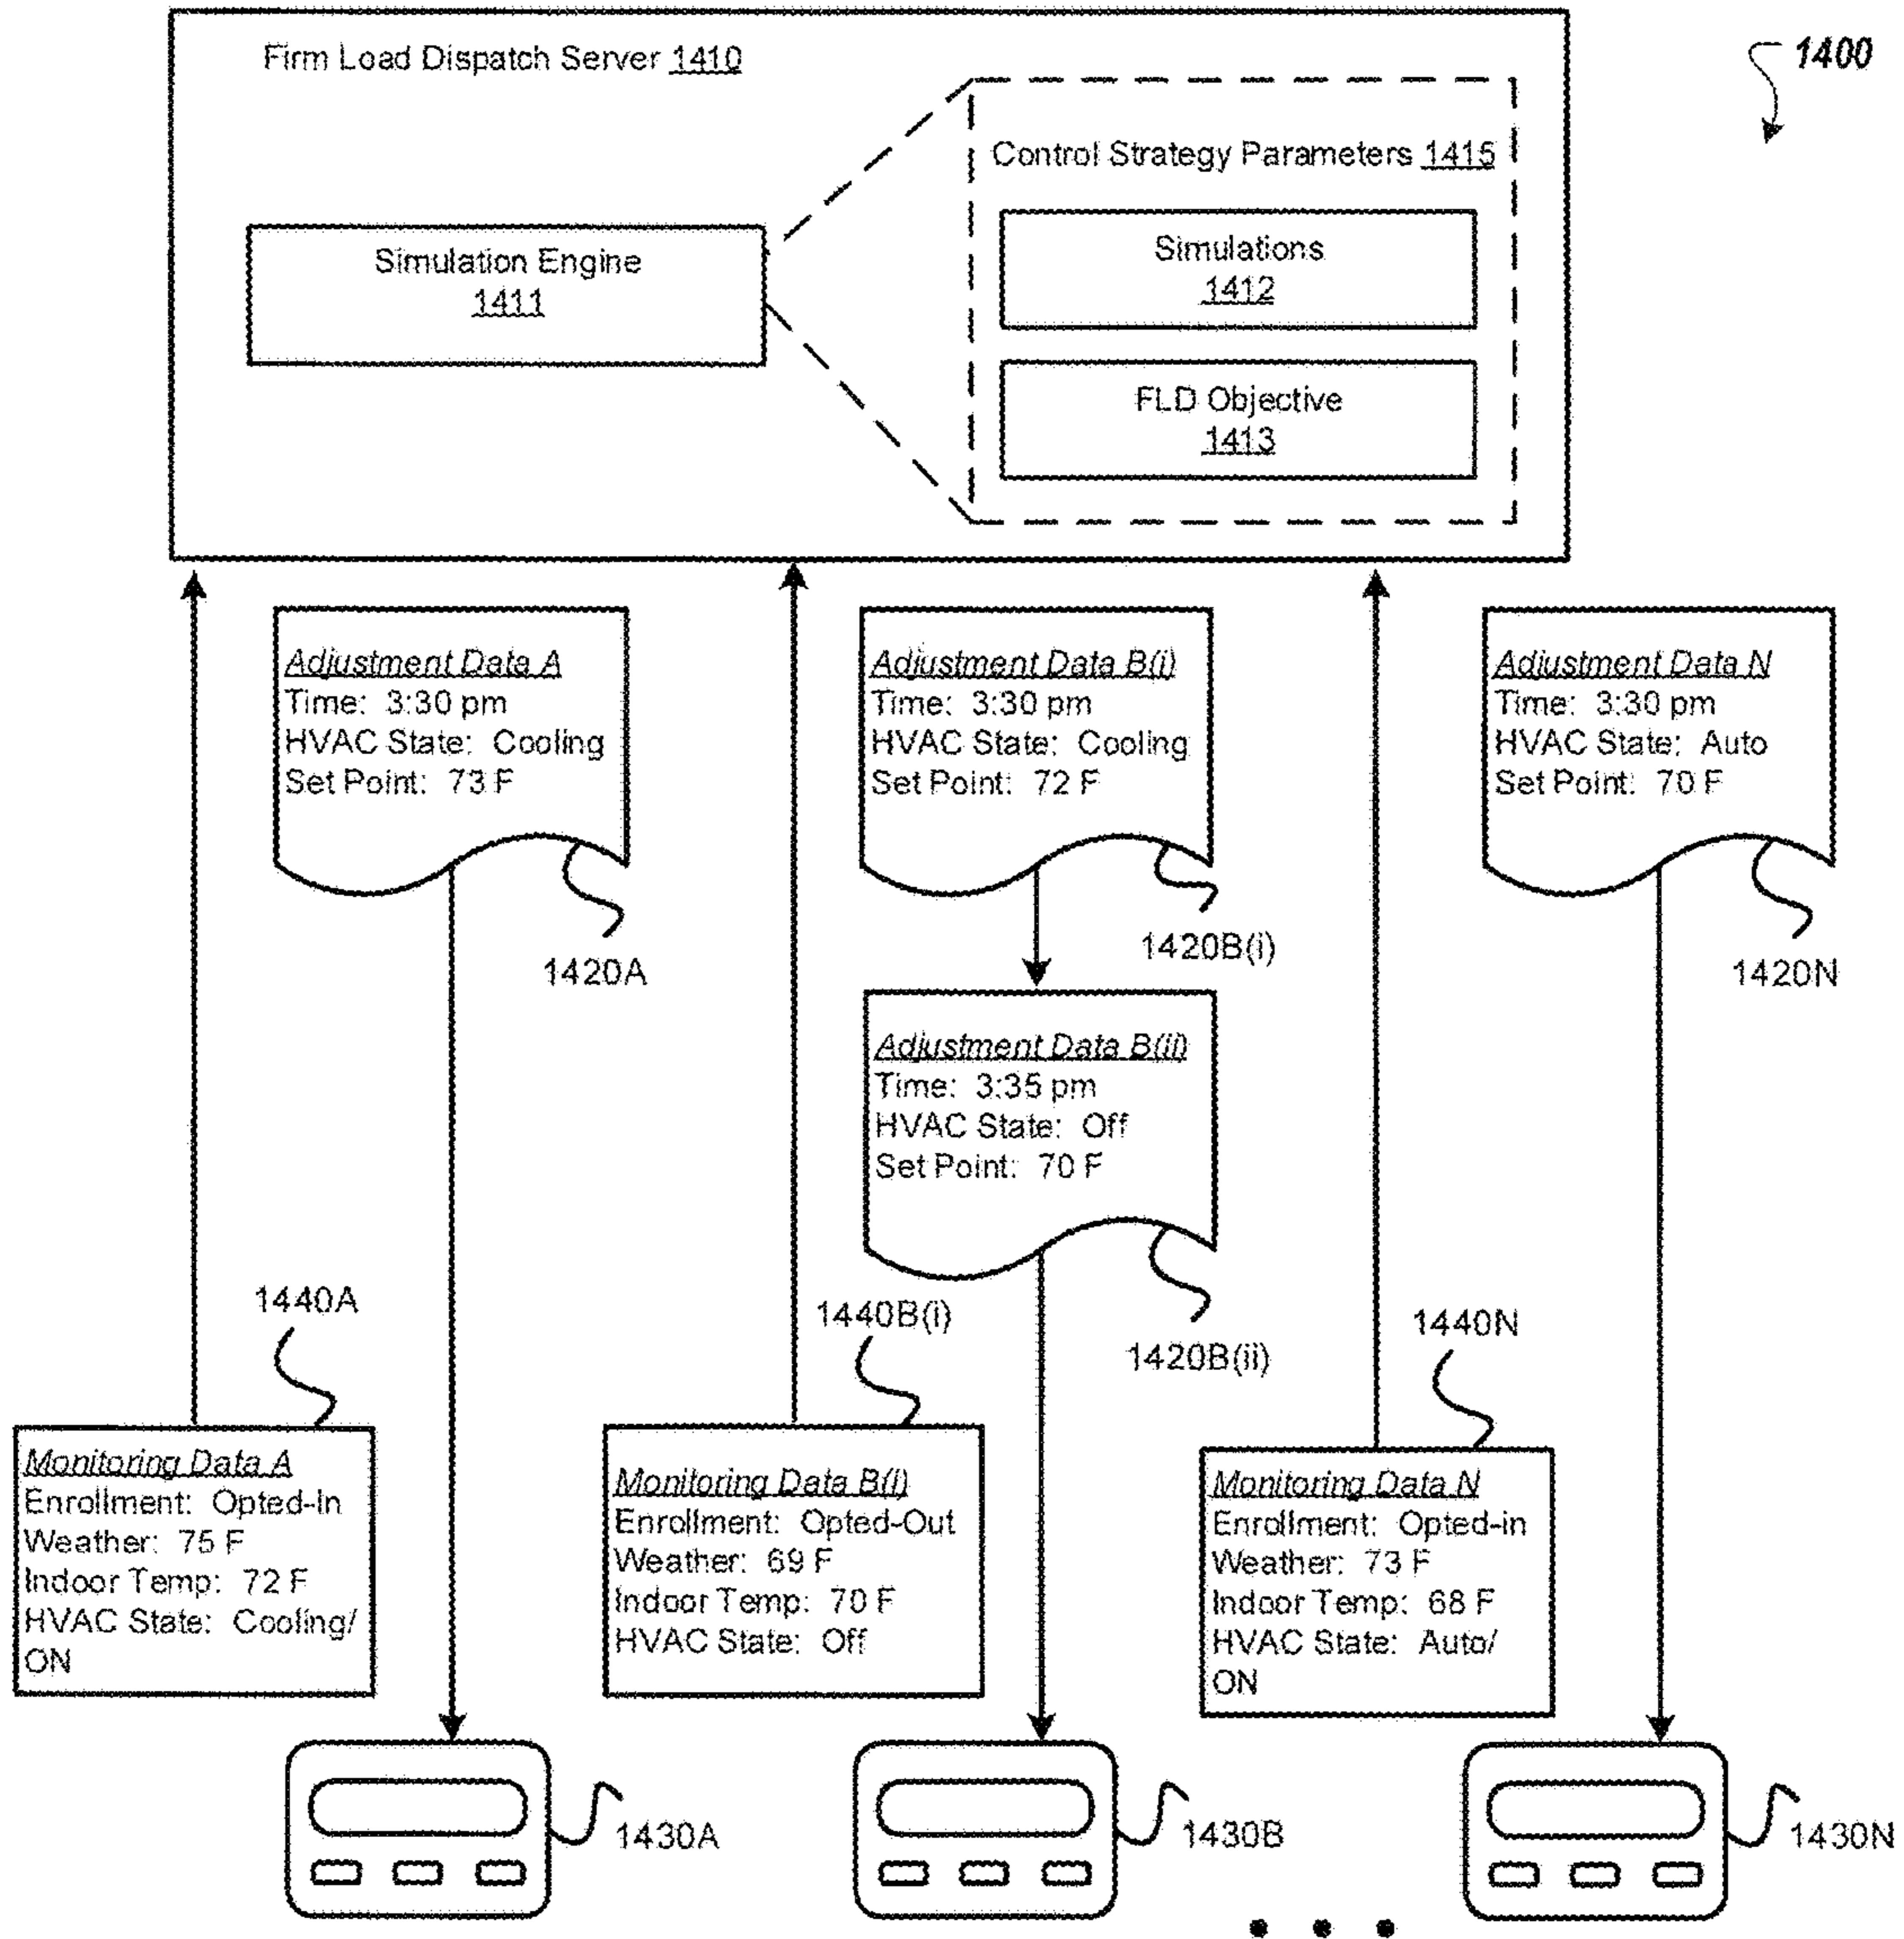 Firm Load Dispatch Server 1410
1400
Control Strategy Parameters 1415
Simulation Engine
1411
Simulations
1412
FLD Objective
1413
Adjustment Data A
Time: 3:30 pm
HVAC State: Cooling
Set Point: 73 F
1420A
Adjustment Data B(i)
Time: 3:30 pm
HVAC State: Cooling
Set Point: 72 F
1420B(i)
Adjustment Data N
Time: 3:30 pm
HVAC State: Auto
Set Point: 70 F
1420N
Adjustment Data B(ii)
Time: 3:35 pm
HVAC State: Off
Set Point: 70 F
1420B(ii)
1440A
Monitoring Data A
Enrollment: Opted-In
Weather: 75 F
Indoor Temp: 72 F
HVAC State: Cooling/
ON
1440B(i)
Monitoring Data B(i)
Enrollment: Opted-Out
Weather: 69 F
Indoor Temp: 70 F
HVAC State: Off
1440N
Monitoring Data N
Enrollment: Opted-in
Weather: 73 F
Indoor Temp: 68 F
HVAC State: Auto/
ON
1430A
1430B
1430N